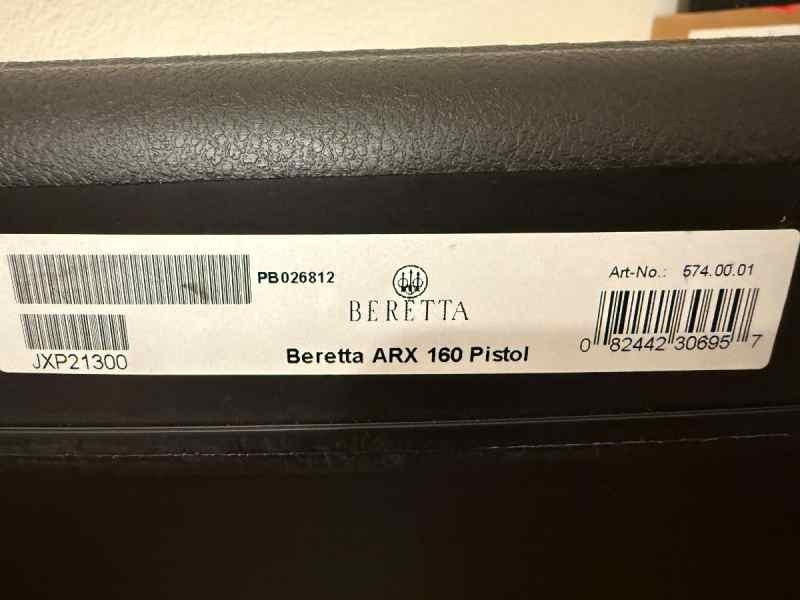 PB026812
JXP21300
BERETTA
Beretta ARX 160 Pistol
Art-No.: 574.00.01
0 82442 30695 7